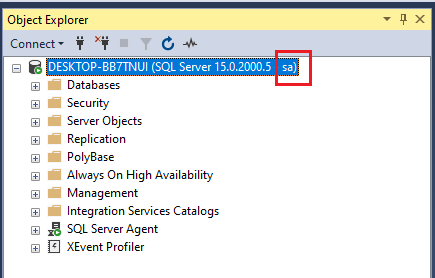 Object Explorer
Connect
DESKTOP-BB7TNUI (SQL Server 15.0.2000.5 sa)
Databases
Security
Server Objects
Replication
PolyBase
Always On High Availability
Management
Integration Services Catalogs
SQL Server Agent
XEvent Profiler